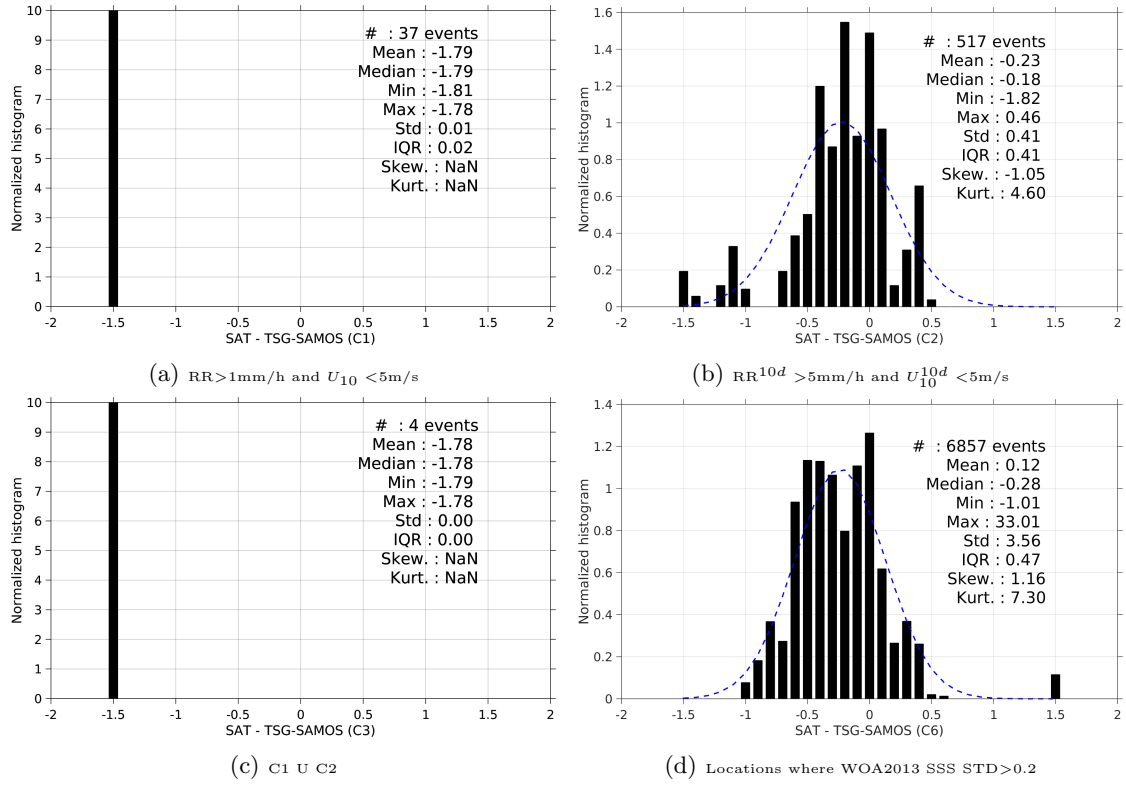 10
9
8
7
6
5
4
3
2
1
0
Normalized histogram
# : 37 events
Mean : -1.79
Median : -1.79
Min : -1.81
Max : -1.78
Std : 0.01
IQR : 0.02
Skew. : NaN
Kurt. : NaN
-2 -1.5 -1 -0.5 0 0.5 1 1.5 2
SAT - TSG-SAMOS (C1)
(a) RR>1mm/h and U10 <5m/s
1.6
1.4
1.2
1
0.8
0.6
0.4
0.2
0
Normalized histogram
# : 517 events
Mean : -0.23
Median : -0.18
Min : -1.82
Max : 0.46
Std : 0.41
IQR : 0.41
Skew. : -1.05
Kurt. : 4.60
-2 -1.5 -1 -0.5 0 0.5 1 1.5 2
SAT - TSG-SAMOS (C2)
(b) RR^10d >5mm/h and U10^10d <5m/s
10
9
8
7
6
5
4
3
2
1
0
Normalized histogram
# : 4 events
Mean : -1.78
Median : -1.78
Min : -1.79
Max : -1.78
Std : 0.00
IQR : 0.00
Skew. : NaN
Kurt. : NaN
-2 -1.5 -1 -0.5 0 0.5 1 1.5 2
SAT - TSG-SAMOS (C3)
(c) C1 U C2
1.4
1.2
1
0.8
0.6
0.4
0.2
0
Normalized histogram
# : 6857 events
Mean : 0.12
Median : -0.28
Min : -1.01
Max : 33.01
Std : 3.56
IQR : 0.47
Skew. : 1.16
Kurt. : 7.30
-2 -1.5 -1 -0.5 0 0.5 1 1.5 2
SAT - TSG-SAMOS (C6)
(d) Locations where WOA2013 SSS STD>0.2